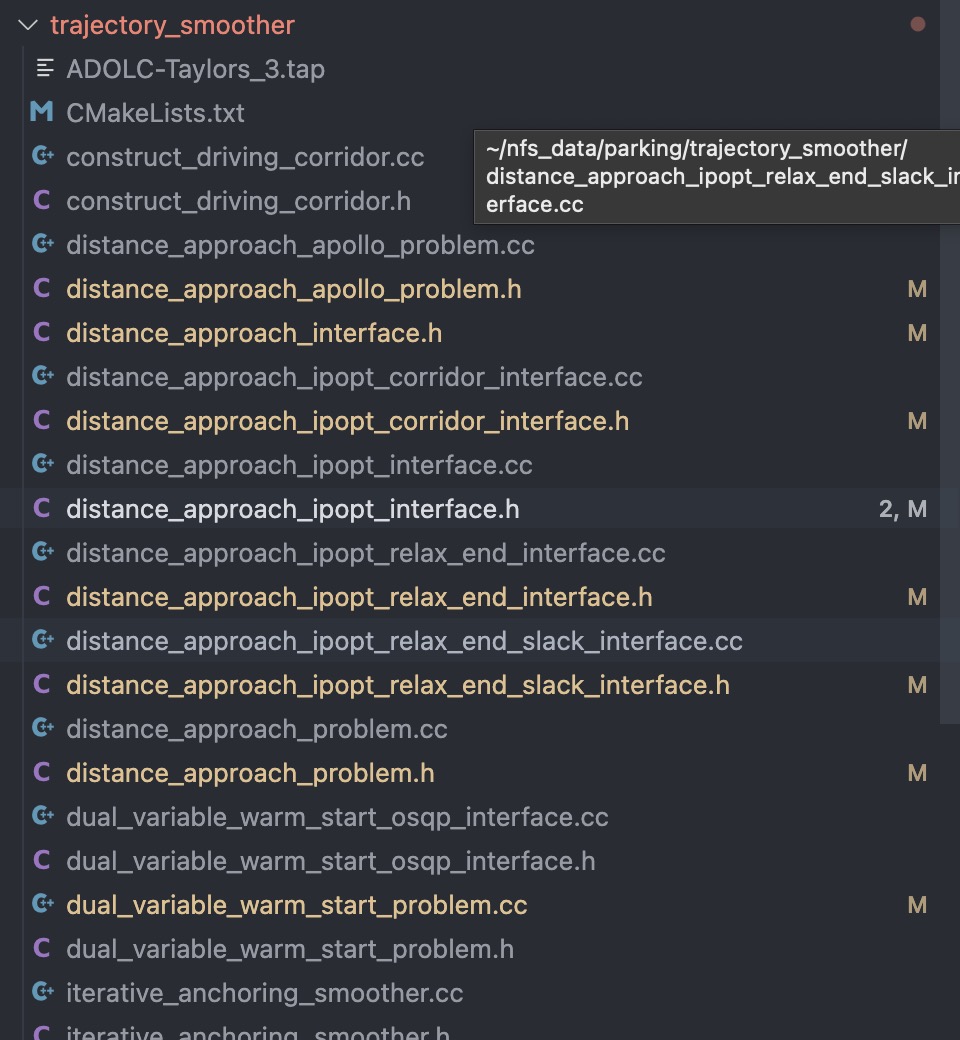 trajectory_smoother
ADOLC-Taylors_3.tap
M CMakeLists.txt
C+ construct_driving_corridor.cc
~/nfs_data/parking/trajectory_smoother/
distance_approach_ipopt_relax_end_slack_in
erface.cc
C construct_driving_corridor.h
C+ distance_approach_apollo_problem.cc
C distance_approach_apollo_problem.h M
C distance_approach_interface.h M
C+ distance_approach_ipopt_corridor_interface.cc
C distance_approach_ipopt_corridor_interface.h M
C+ distance_approach_ipopt_interface.cc
C distance_approach_ipopt_interface.h 2, M
C+ distance_approach_ipopt_relax_end_interface.cc
C distance_approach_ipopt_relax_end_interface.h M
C+ distance_approach_ipopt_relax_end_slack_interface.cc
C distance_approach_ipopt_relax_end_slack_interface.h M
C+ distance_approach_problem.cc
C distance_approach_problem.h M
C+ dual_variable_warm_start_osqp_interface.cc
C dual_variable_warm_start_osqp_interface.h
C+ dual_variable_warm_start_problem.cc M
C dual_variable_warm_start_problem.h
C+ iterative_anchoring_smoother.cc
C iterative_anchoring_smoother.h